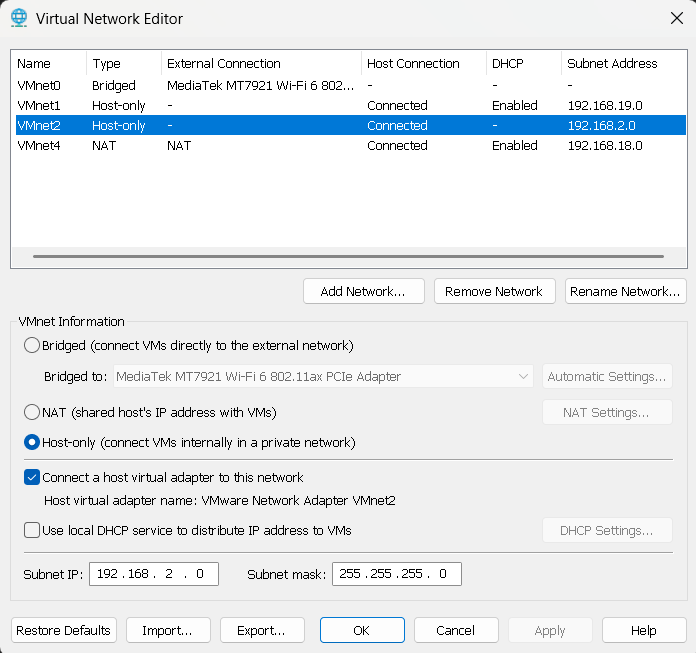 Virtual Network Editor
Name Type External Connection Host Connection DHCP Subnet Address
VMnet0 Bridged MediaTek MT7921 Wi-Fi 6 802... - - -
VMnet1 Host-only - Connected Enabled 192.168.19.0
VMnet2 Host-only - Connected - 192.168.2.0
VMnet4 NAT NAT Connected Enabled 192.168.18.0
Add Network... Remove Network Rename Network...
VMnet Information
Bridged (connect VMs directly to the external network)
Bridged to: MediaTek MT7921 Wi-Fi 6 802.11ax PCIe Adapter Automatic Settings...
NAT (shared host's IP address with VMs) NAT Settings...
Host-only (connect VMs internally in a private network)
Connect a host virtual adapter to this network
Host virtual adapter name: VMware Network Adapter VMnet2
Use local DHCP service to distribute IP address to VMs DHCP Settings...
Subnet IP: 192 . 168 . 2 . 0 Subnet mask: 255 . 255 . 255 . 0
Restore Defaults Import... Export... OK Cancel Apply Help